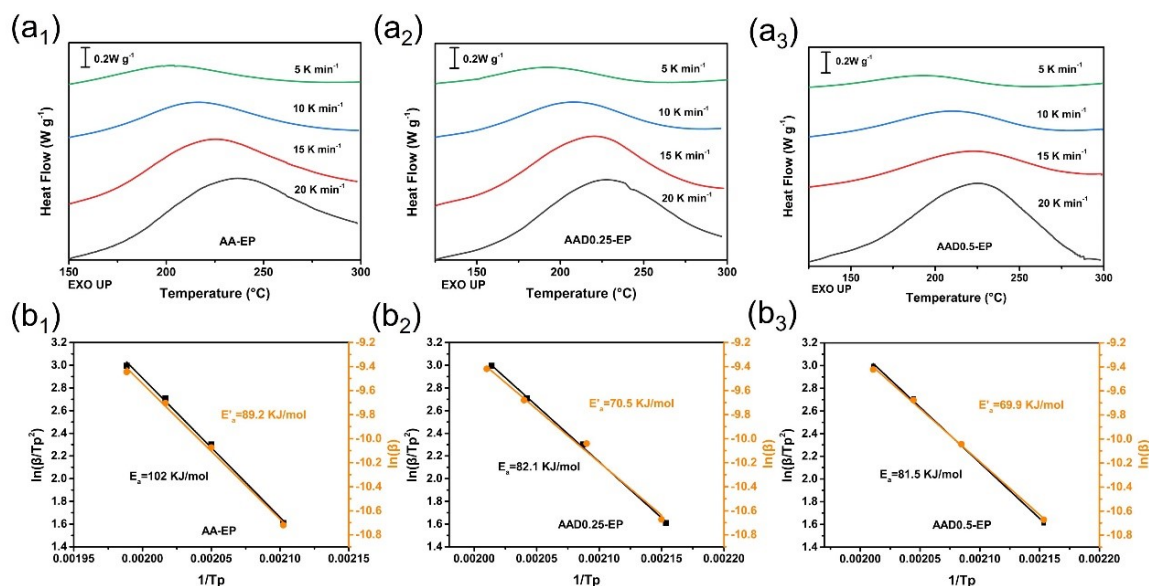 (a1)
0.2W g-1
5 K min-1
10 K min-1
15 K min-1
20 K min-1
AA-EP
Heat Flow (W g-1)
150 200 250 300
EXO UP
Temperature (°C)
(a2)
0.2W g-1
5 K min-1
10 K min-1
15 K min-1
20 K min-1
AAD0.25-EP
Heat Flow (W g-1)
150 200 250 300
EXO UP
Temperature (°C)
(a3)
0.2W g-1
5 K min-1
10 K min-1
15 K min-1
20 K min-1
AAD0.5-EP
Heat Flow (W g-1)
150 200 250 300
EXO UP
Temperature (°C)
(b1)
3.2
3.0
2.8
2.6
2.4
2.2
2.0
1.8
1.6
1.4
ln(β/Tp2)
E'a=89.2 KJ/mol
Ea=102 KJ/mol
AA-EP
-9.2
-9.4
-9.6
-9.8
-10.0
-10.2
-10.4
-10.6
-10.8
ln(β)
0.00195 0.00200 0.00205 0.00210 0.00215
1/Tp
(b2)
3.2
3.0
2.8
2.6
2.4
2.2
2.0
1.8
1.6
1.4
ln(β/Tp2)
E'a=70.5 KJ/mol
Ea=82.1 KJ/mol
AAD0.25-EP
-9.2
-9.4
-9.6
-9.8
-10.0
-10.2
-10.4
-10.6
-10.8
ln(β)
0.00200 0.00205 0.00210 0.00215 0.00220
1/Tp
(b3)
3.2
3.0
2.8
2.6
2.4
2.2
2.0
1.8
1.6
1.4
ln(β/Tp2)
E'a=69.9 KJ/mol
Ea=81.5 KJ/mol
AAD0.5-EP
-9.2
-9.4
-9.6
-9.8
-10.0
-10.2
-10.4
-10.6
-10.8
ln(β)
0.00200 0.00205 0.00210 0.00215 0.00220
1/Tp